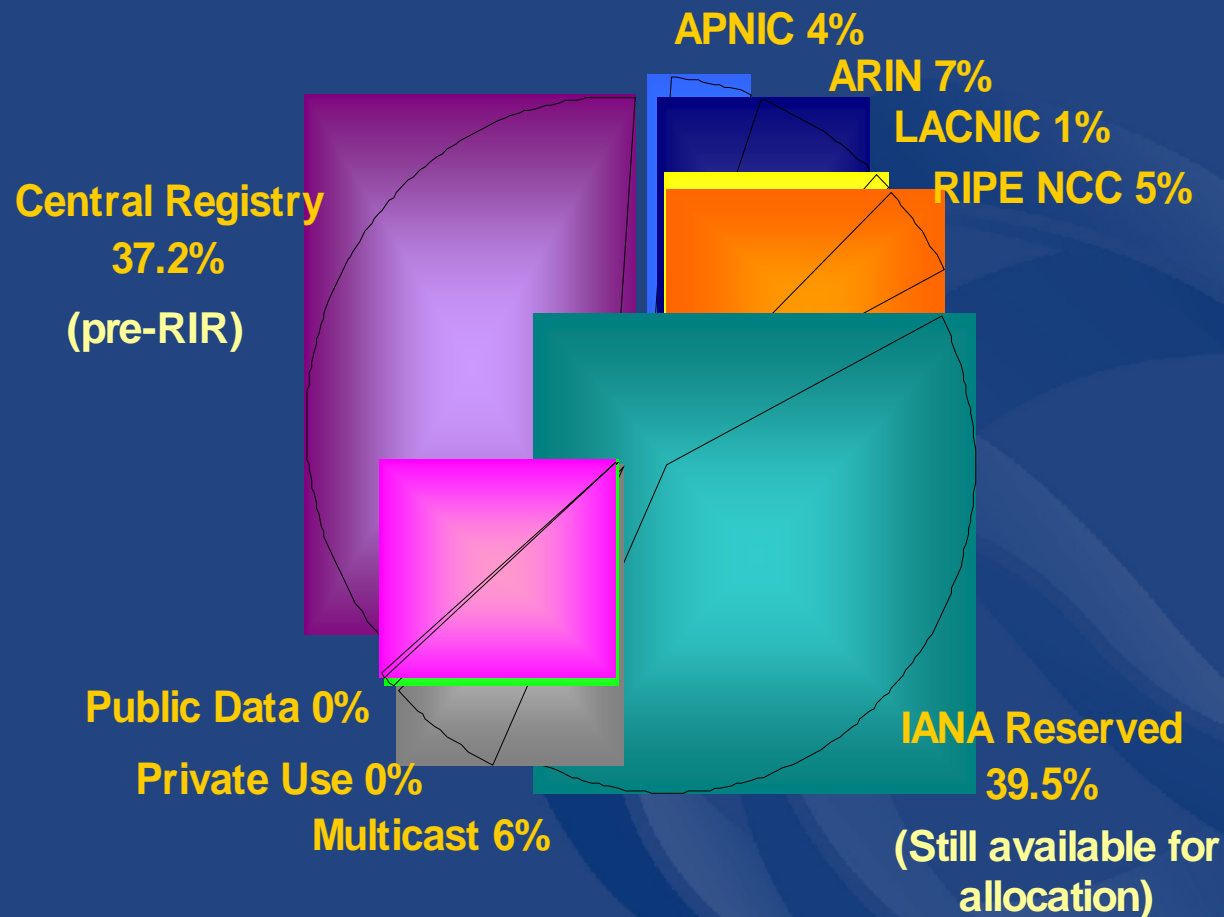 APNIC 4%
ARIN 7%
LACNIC 1%
RIPE NCC 5%
Central Registry
37.2%
(pre-RIR)
Public Data 0%
Private Use 0%
Multicast 6%
IANA Reserved
39.5%
(Still available for
allocation)